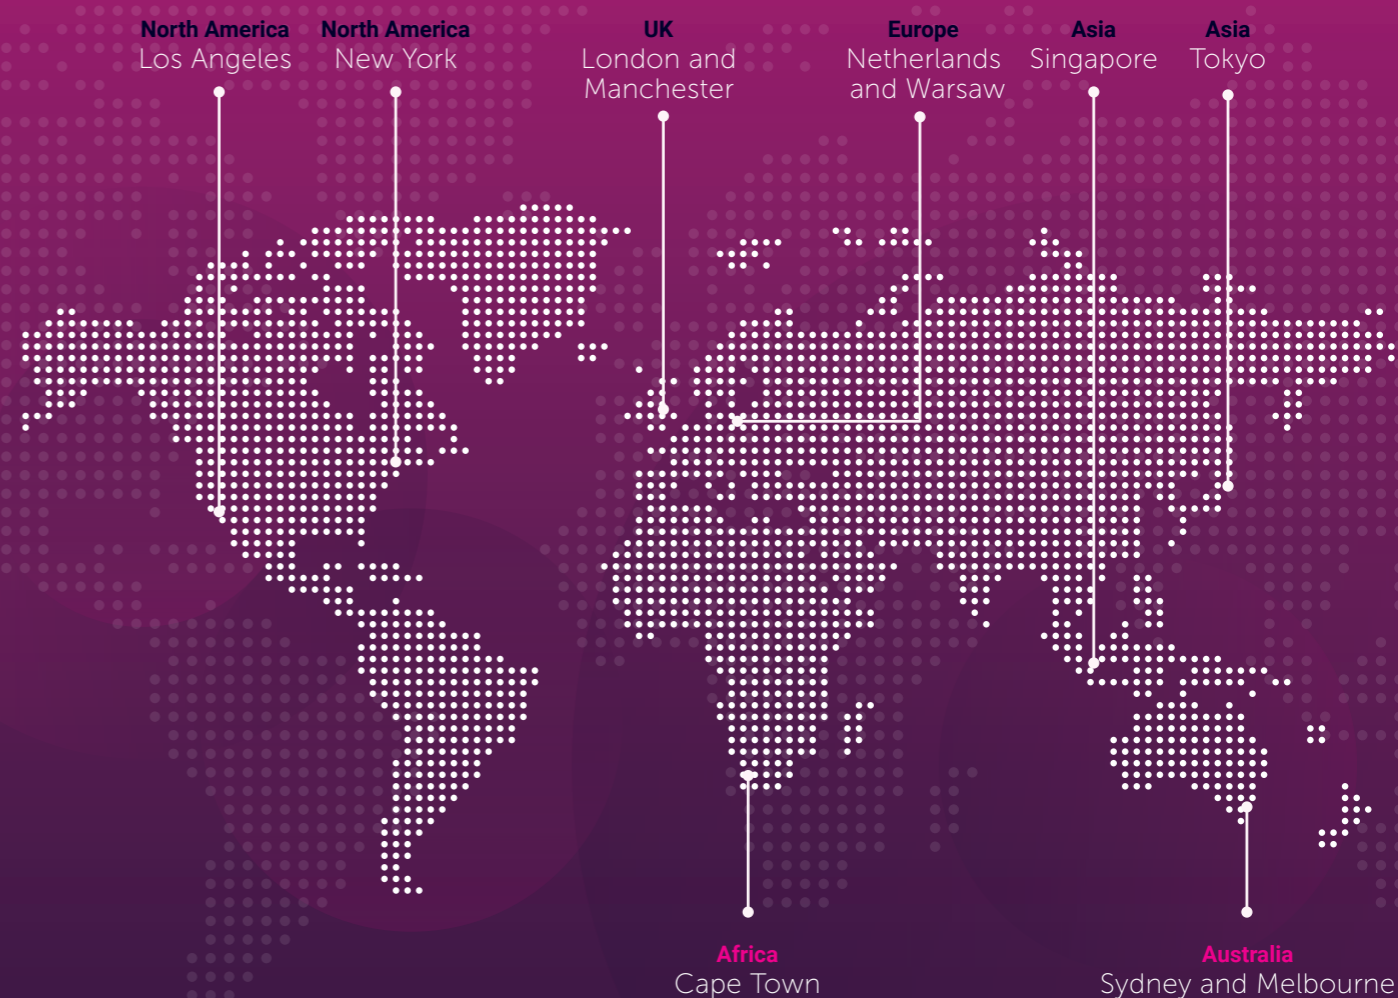 North America
Los Angeles
North America
New York
UK
London and
Manchester
Europe
Netherlands
and Warsaw
Asia
Singapore
Asia
Tokyo
Africa
Cape Town
Australia
Sydney and Melbourne